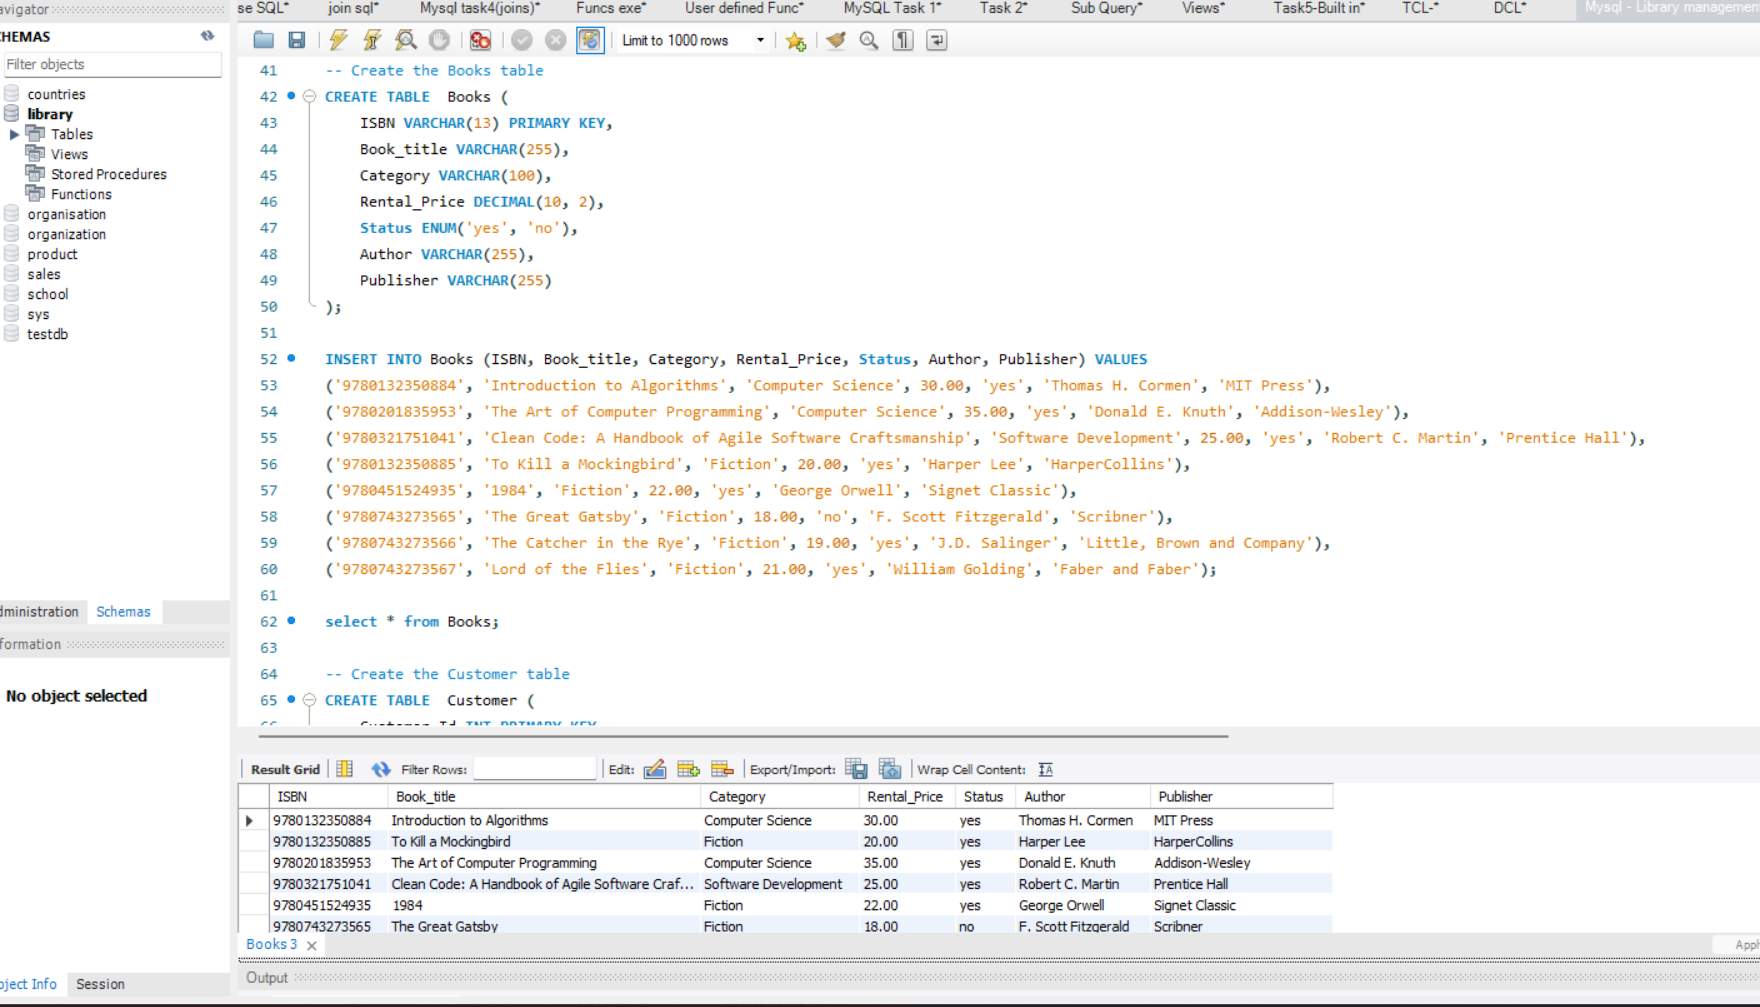 avigator
se SQL* join sql* Mysql task4(joins)* Funcs exe* User defined Func* MySQL Task 1* Task 2* Sub Query* Views* Task5-Built in* TCL-* DCL* Mysql - Library management
CHEMAS
Limit to 1000 rows
Filter objects
countries
library
Tables
Views
Stored Procedures
Functions
organisation
organization
product
sales
school
sys
testdb
dministration Schemas
formation
No object selected
bject Info Session
41 -- Create the Books table
42 CREATE TABLE  Books (
43 ISBN VARCHAR(13) PRIMARY KEY,
44 Book_title VARCHAR(255),
45 Category VARCHAR(100),
46 Rental_Price DECIMAL(10, 2),
47 Status ENUM('yes', 'no'),
48 Author VARCHAR(255),
49 Publisher VARCHAR(255)
50 );
51
52 INSERT INTO Books (ISBN, Book_title, Category, Rental_Price, Status, Author, Publisher) VALUES
53 ('9780132350884', 'Introduction to Algorithms', 'Computer Science', 30.00, 'yes', 'Thomas H. Cormen', 'MIT Press'),
54 ('9780201835953', 'The Art of Computer Programming', 'Computer Science', 35.00, 'yes', 'Donald E. Knuth', 'Addison-Wesley'),
55 ('9780321751041', 'Clean Code: A Handbook of Agile Software Craftsmanship', 'Software Development', 25.00, 'yes', 'Robert C. Martin', 'Prentice Hall'),
56 ('9780132350885', 'To Kill a Mockingbird', 'Fiction', 20.00, 'yes', 'Harper Lee', 'HarperCollins'),
57 ('9780451524935', '1984', 'Fiction', 22.00, 'yes', 'George Orwell', 'Signet Classic'),
58 ('9780743273565', 'The Great Gatsby', 'Fiction', 18.00, 'no', 'F. Scott Fitzgerald', 'Scribner'),
59 ('9780743273566', 'The Catcher in the Rye', 'Fiction', 19.00, 'yes', 'J.D. Salinger', 'Little, Brown and Company'),
60 ('9780743273567', 'Lord of the Flies', 'Fiction', 21.00, 'yes', 'William Golding', 'Faber and Faber');
61
62 select * from Books;
63
64 -- Create the Customer table
65 CREATE TABLE  Customer (
66 Customer_Id INT PRIMARY KEY,
Result Grid Filter Rows: Edit: Export/Import: Wrap Cell Content:
ISBN Book_title Category Rental_Price Status Author Publisher
9780132350884 Introduction to Algorithms Computer Science 30.00 yes Thomas H. Cormen MIT Press
9780132350885 To Kill a Mockingbird Fiction 20.00 yes Harper Lee HarperCollins
9780201835953 The Art of Computer Programming Computer Science 35.00 yes Donald E. Knuth Addison-Wesley
9780321751041 Clean Code: A Handbook of Agile Software Craf... Software Development 25.00 yes Robert C. Martin Prentice Hall
9780451524935 1984 Fiction 22.00 yes George Orwell Signet Classic
9780743273565 The Great Gatsby Fiction 18.00 no F. Scott Fitzgerald Scribner
Books 3 Appl
Output